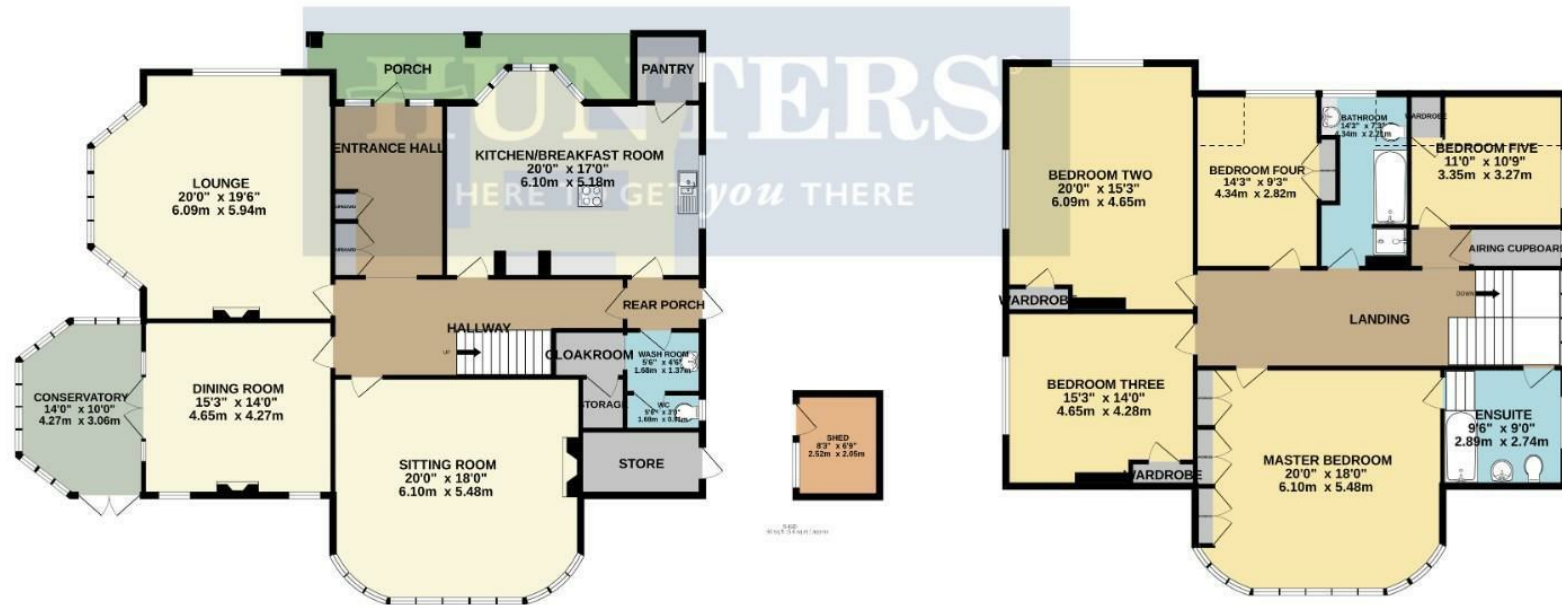 HUNTERS
HERE TO GET you THERE
PORCH
PANTRY
ENTRANCE HALL
KITCHEN/BREAKFAST ROOM
20'0" x 17'0"
6.10m x 5.18m
LOUNGE
20'0" x 19'6"
6.09m x 5.94m
REAR PORCH
HALLWAY
UP
CLOAKROOM
WASH ROOM
5'6" x 4'6"
1.68m x 1.37m
CONSERVATORY
14'0" x 10'0"
4.27m x 3.06m
DINING ROOM
15'3" x 14'0"
4.65m x 4.27m
STORAGE
WC
5'6" x 3'0"
SITTING ROOM
20'0" x 18'0"
6.10m x 5.48m
STORE
SHED
8'3" x 6'9"
2.52m x 2.05m
BEDROOM TWO
20'0" x 15'3"
6.09m x 4.65m
BEDROOM FOUR
14'3" x 9'3"
4.34m x 2.82m
BATHROOM
WARDROBE
BEDROOM FIVE
11'0" x 10'9"
3.35m x 3.27m
AIRING CUPBOARD
WARDROBE
DOWN
LANDING
BEDROOM THREE
15'3" x 14'0"
4.65m x 4.28m
WARDROBE
MASTER BEDROOM
20'0" x 18'0"
6.10m x 5.48m
ENSUITE
9'6" x 9'0"
2.89m x 2.74m